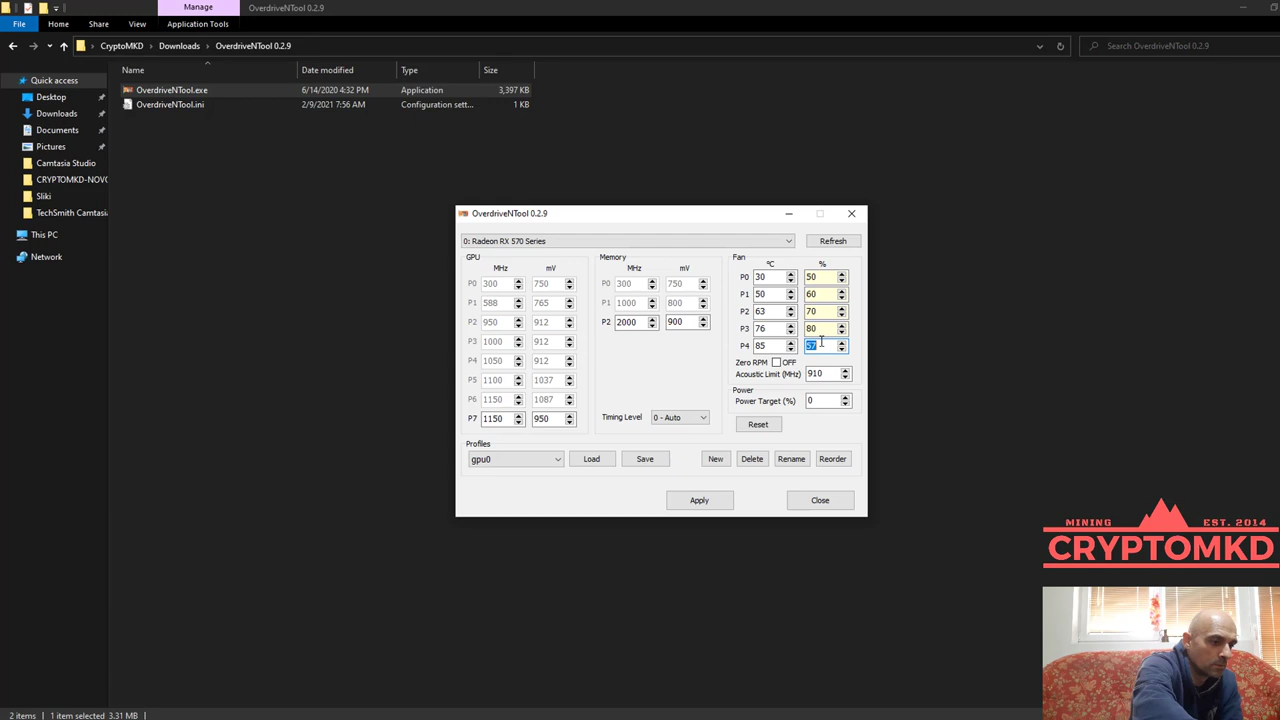 Manage
OverdriveNTool 0.2.9
File
Home
Share
View
Application Tools
CryptoMKD
Downloads
OverdriveNTool 0.2.9
Search OverdriveNTool 0.2.9
Name
Date modified
Type
Size
Quick access
Desktop
Downloads
Documents
Pictures
Camtasia Studio
CRYPTOMKD-NOVO
Sliki
TechSmith Camtasia
This PC
Network
OverdriveNTool.exe
6/14/2020 4:32 PM
Application
3,397 KB
OverdriveNTool.ini
2/9/2021 7:56 AM
Configuration sett...
1 KB
OverdriveNTool 0.2.9
0: Radeon RX 570 Series
Refresh
GPU
MHz mV
P0 300 750
P1 588 765
P2 950 912
P3 1000 912
P4 1050 912
P5 1100 1037
P6 1150 1087
P7 1150 950
Memory
MHz mV
P0 300 750
P1 1000 800
P2 2000 900
Timing Level 0 - Auto
Fan
°C %
P0 30 50
P1 50 60
P2 63 70
P3 76 80
P4 85 57
Zero RPM OFF
Acoustic Limit (MHz) 910
Power
Power Target (%) 0
Reset
Profiles
gpu0
Load
Save
New
Delete
Rename
Reorder
Apply
Close
MINING EST. 2014
CRYPTOMKD
2 items
1 item selected 3.31 MB